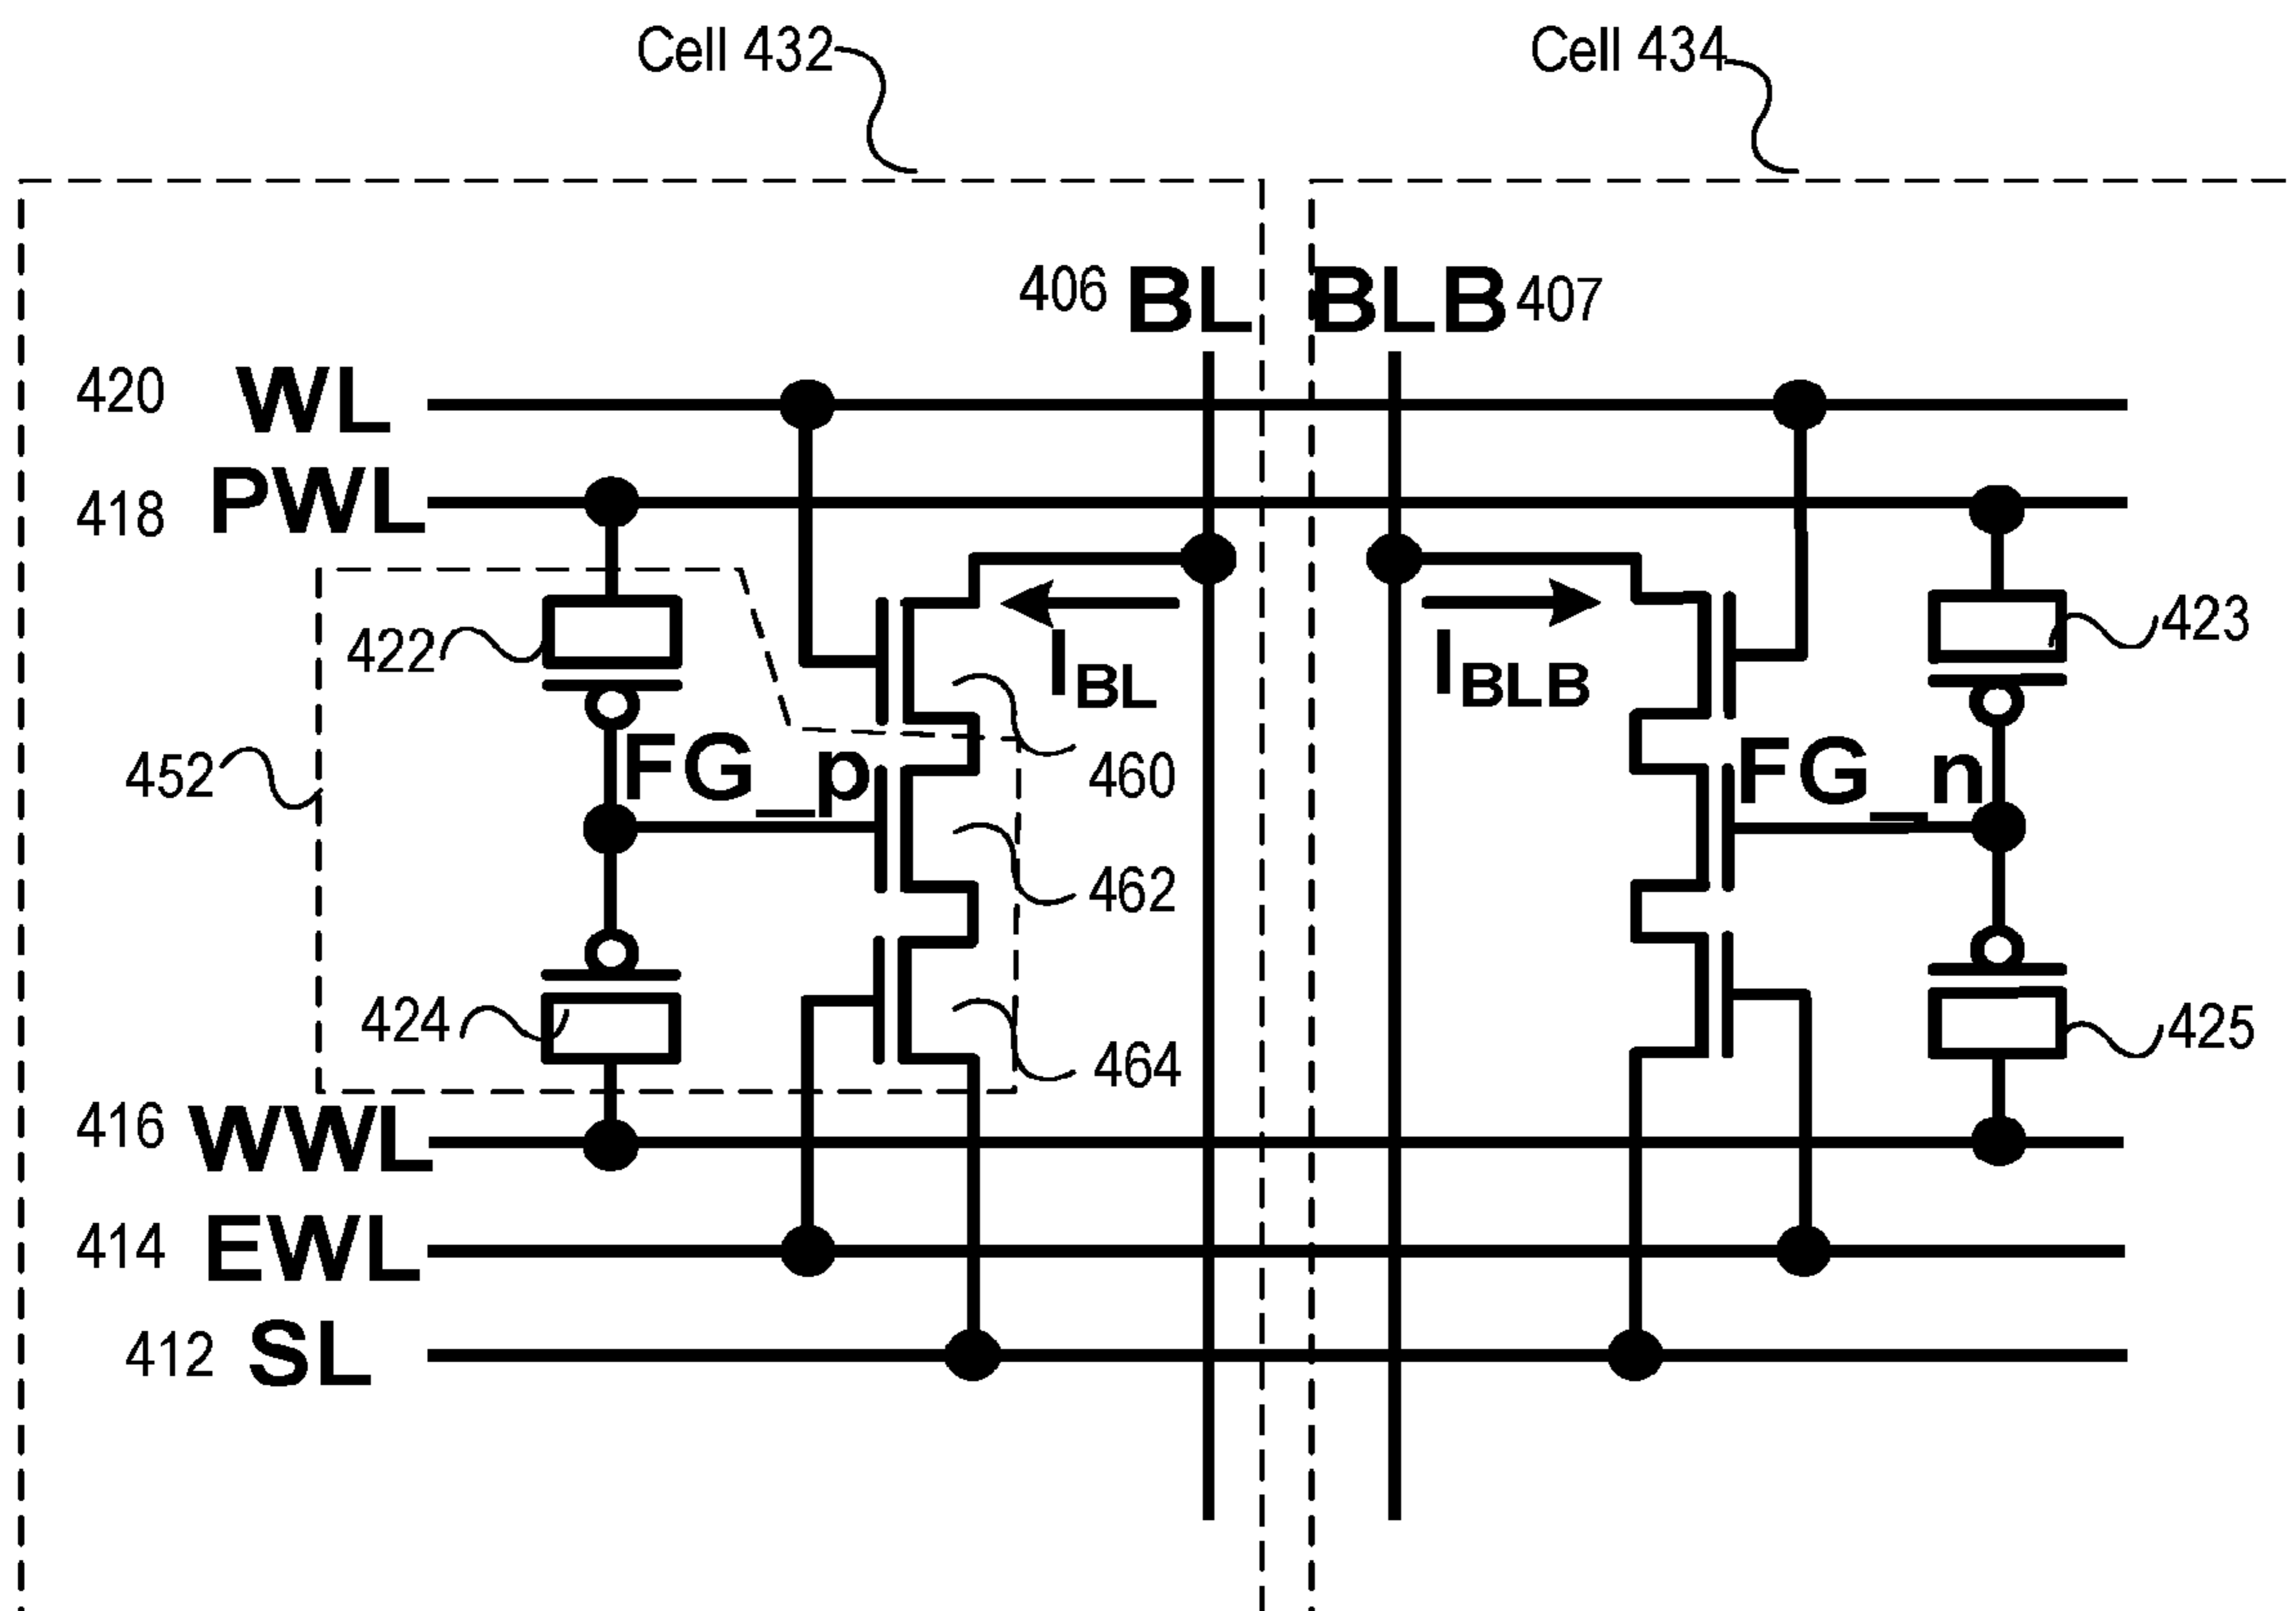 Cell 432
Cell 434
406 BL
BLB 407
420 WL
418 PWL
422
I_BL
I_BLB
423
452
FG_p
460
FG_n
462
424
464
425
416 WWL
414 EWL
412 SL